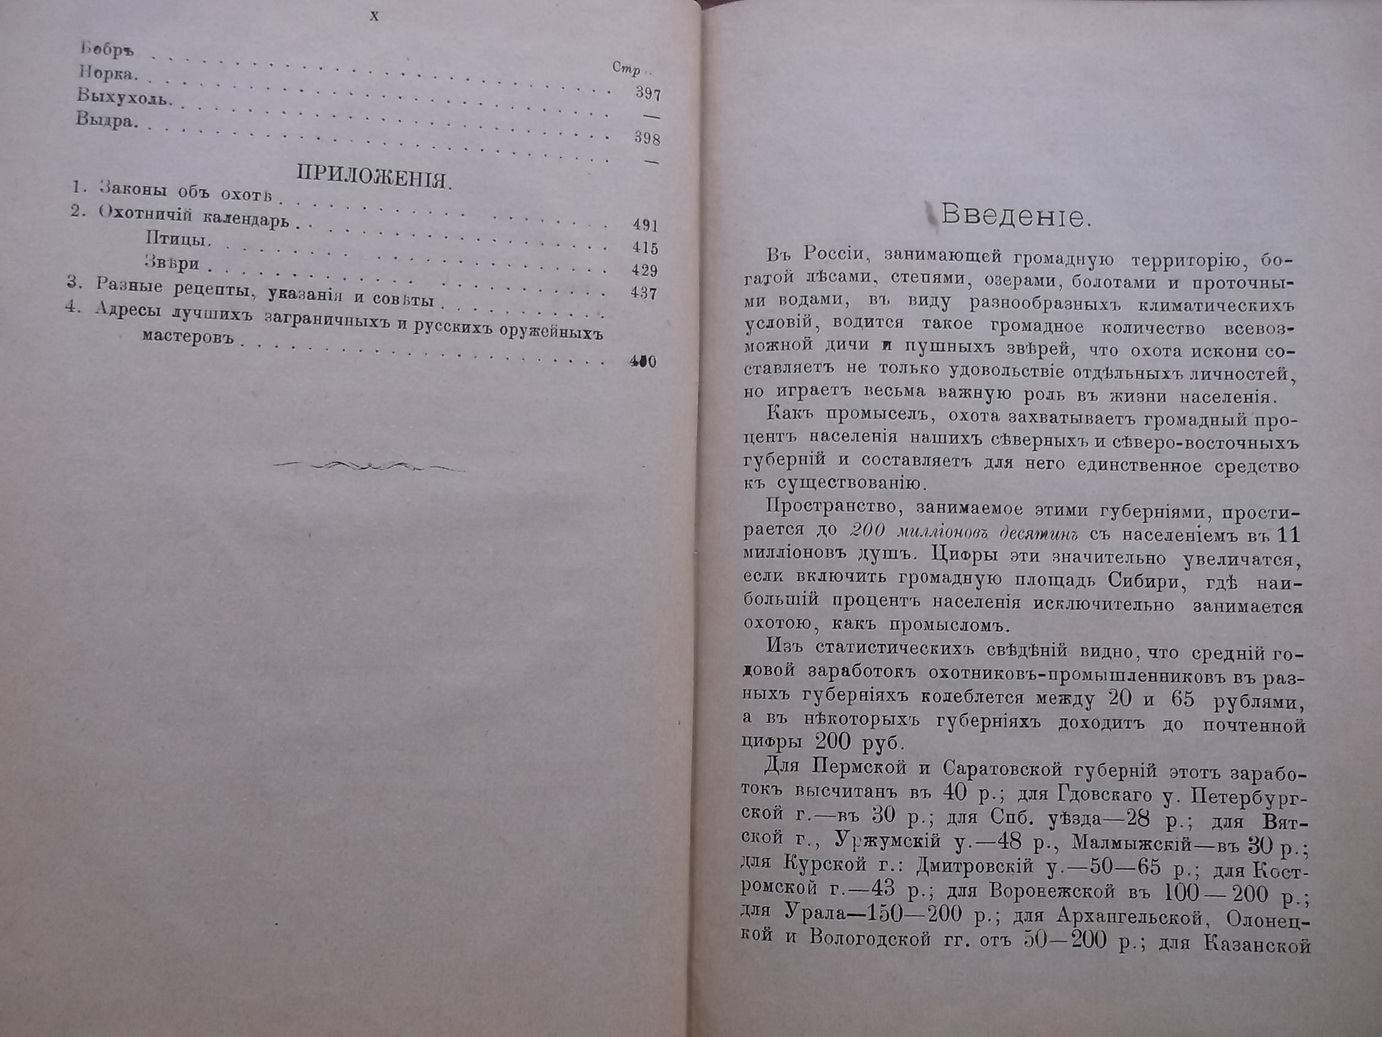 X
Стр.
Бобръ 397
Норка. —
Выхухоль. 398
Выдра. —
ПРИЛОЖЕНІЯ.
1. Законы объ охотѣ 491
2. Охотничій календарь 415
Птицы. 429
Звѣри 437
3. Разные рецепты, указанія и совѣты
4. Адресы лучшихъ заграничныхъ и русскихъ оружейныхъ
мастеровъ
Введеніе.
Въ Россіи, занимающей громадную территорію, бо-
гатой лѣсами, степями, озерами, болотами и проточны-
ми водами, въ виду разнообразныхъ климатическихъ
условій, водится такое громадное количество всевоз-
можной дичи и пушныхъ звѣрей, что охота искони со-
ставляетъ не только удовольствіе отдѣльныхъ личностей,
но играетъ весьма важную роль въ жизни населенія.
Какъ промыселъ, охота захватываетъ громадный про-
центъ населенія нашихъ сѣверныхъ и сѣверо-восточныхъ
губерній и составляетъ для него единственное средство
къ существованію.
Пространство, занимаемое этими губерніями, прости-
рается до 200 милліоновъ десятинъ съ населеніемъ въ 11
милліоновъ душъ. Цифры эти значительно увеличатся,
если включить громадную площадь Сибири, гдѣ наи-
большій процентъ населенія исключительно занимается
охотою, какъ промысломъ.
Изъ статистическихъ свѣдѣній видно, что средній го-
довой заработокъ охотниковъ-промышленниковъ въ раз-
ныхъ губерніяхъ колеблется между 20 и 65 рублями,
а въ нѣкоторыхъ губерніяхъ доходитъ до почтенной
цифры 200 руб.
Для Пермской и Саратовской губерній этотъ зарабо-
токъ высчитанъ въ 40 р.; для Гдовскаго у. Петербург-
ской г.—въ 30 р.; для Спб. уѣзда—28 р.; для Вят-
ской г., Уржумскій у.—48 р., Малмыжскій—въ 30 р.;
для Курской г.: Дмитровскій у.—50—65 р.; для Кост-
ромской г.—43 р.; для Воронежской въ 100—200 р.;
для Урала—150—200 р.; для Архангельской, Олонец-
кой и Вологодской гг. отъ 50—200 р.; для Казанской